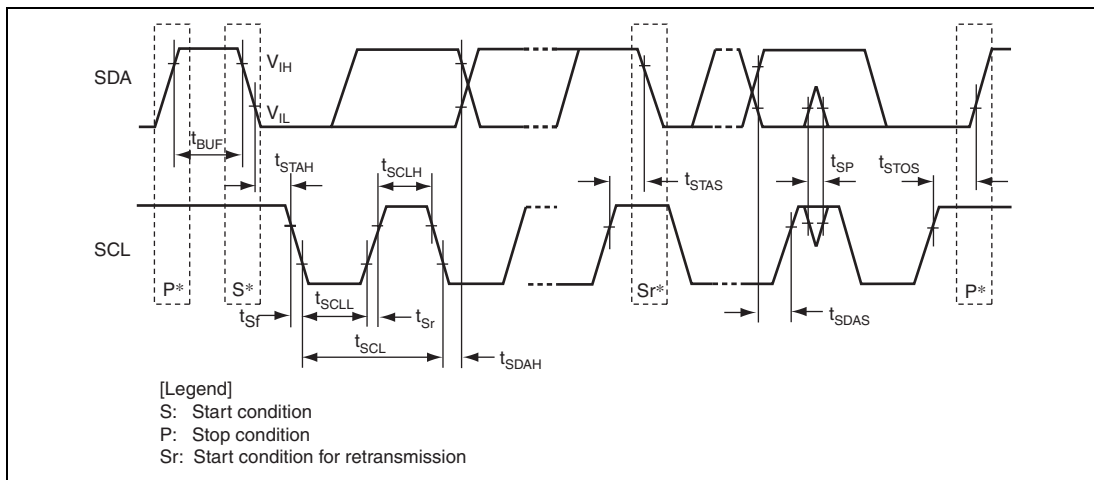 SDA
V_IH
V_IL
t_BUF
t_STAH
t_SCLH
t_STAS
t_SP
t_STOS
SCL
P*
S*
Sr*
P*
t_Sf
t_SCLL
t_Sr
t_SCL
t_SDAH
t_SDAS
[Legend]
S: Start condition
P: Stop condition
Sr: Start condition for retransmission